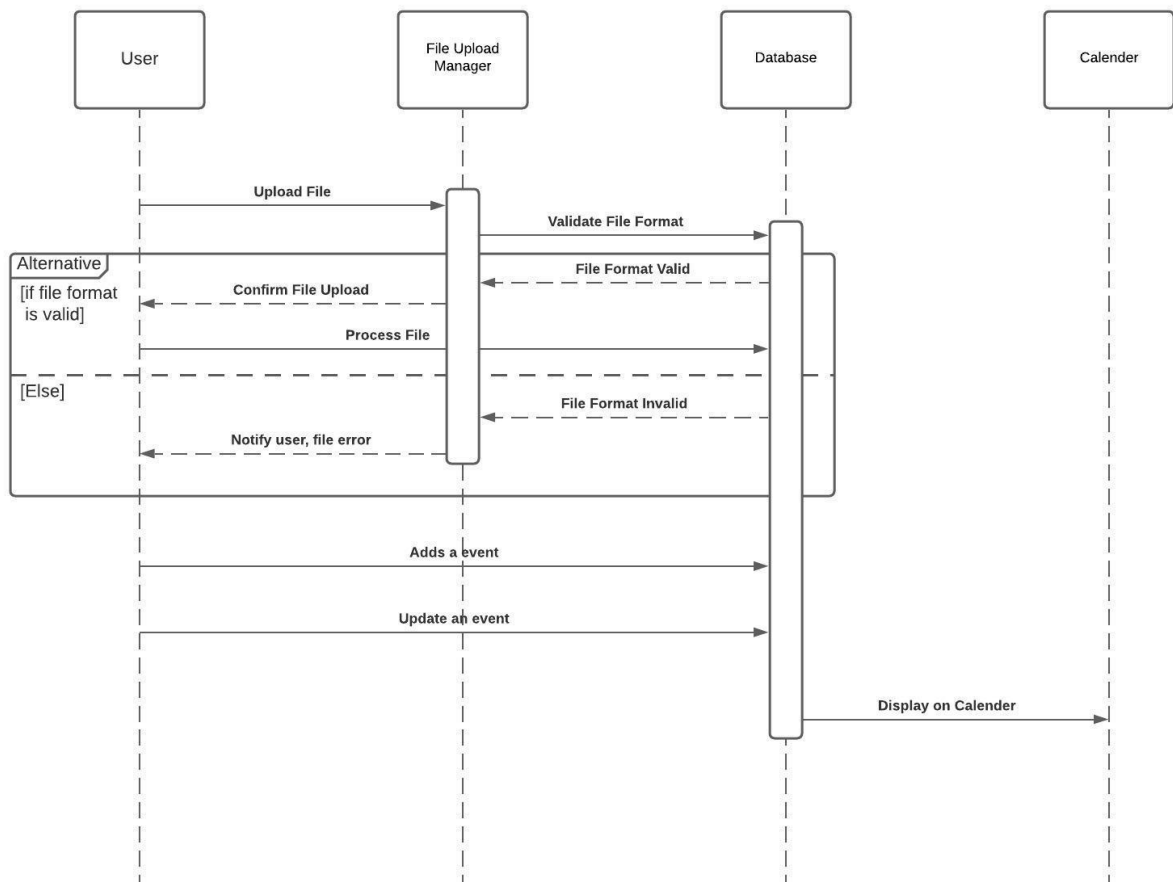 User
File Upload
Manager
Database
Calender
Upload File
Validate File Format
Alternative
File Format Valid
[if file format
is valid]
Confirm File Upload
Process File
[Else]
File Format Invalid
Notify user, file error
Adds a event
Update an event
Display on Calender